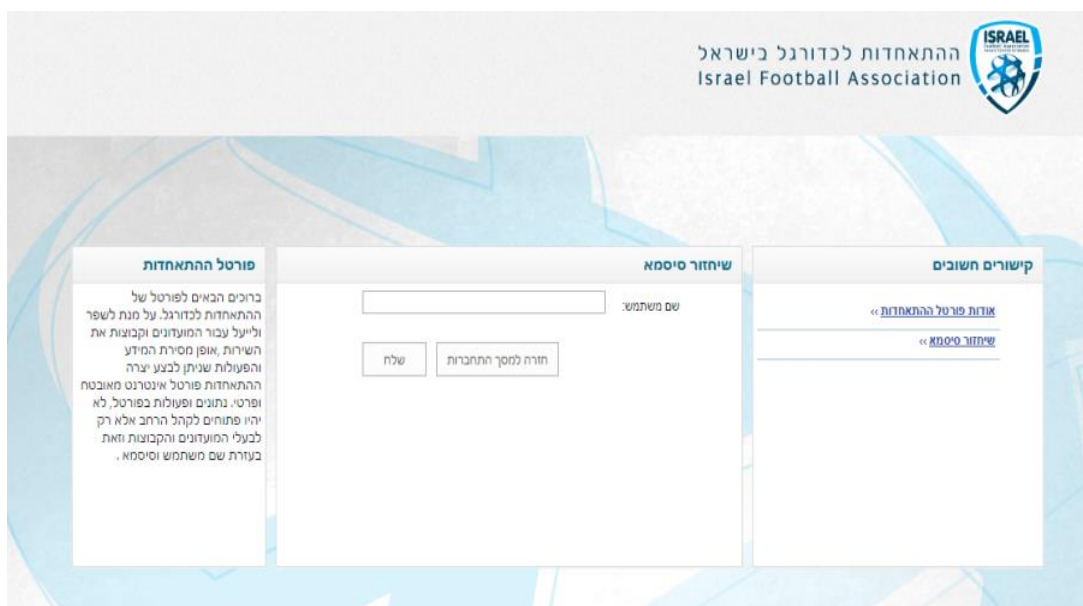 ההתאחדות לכדורגל בישראל
Israel Football Association
ISRAEL
קישורים חשובים
אודות פורטל ההתאחדות >>
שיחזור סיסמא >>
שיחזור סיסמא
שם משתמש:
חזרה למסך התחברות
שלח
פורטל ההתאחדות
ברוכים הבאים לפורטל של
ההתאחדות לכדורגל. על מנת לשפר
ולייעל עבור המועדונים וקבוצות את
השירות ,אופן מסירת המידע
והפעולות שניתן לבצע יצרה
ההתאחדות פורטל אינטרנט מאובטח
ופרטי. נתונים ופעולות בפורטל, לא
יהיו פתוחים לקהל הרחב אלא רק
לבעלי המועדונים והקבוצות וזאת
בעזרת שם משתמש וסיסמא .